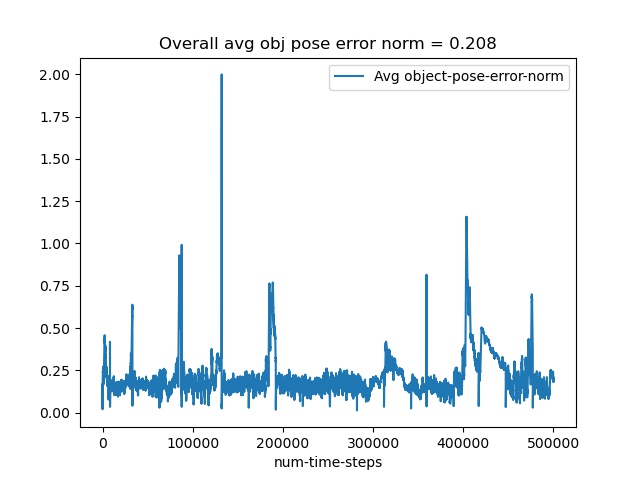 Overall avg obj pose error norm = 0.208
Avg object-pose-error-norm
2.00
1.75
1.50
1.25
1.00
0.75
0.50
0.25
0.00
0 100000 200000 300000 400000 500000
num-time-steps